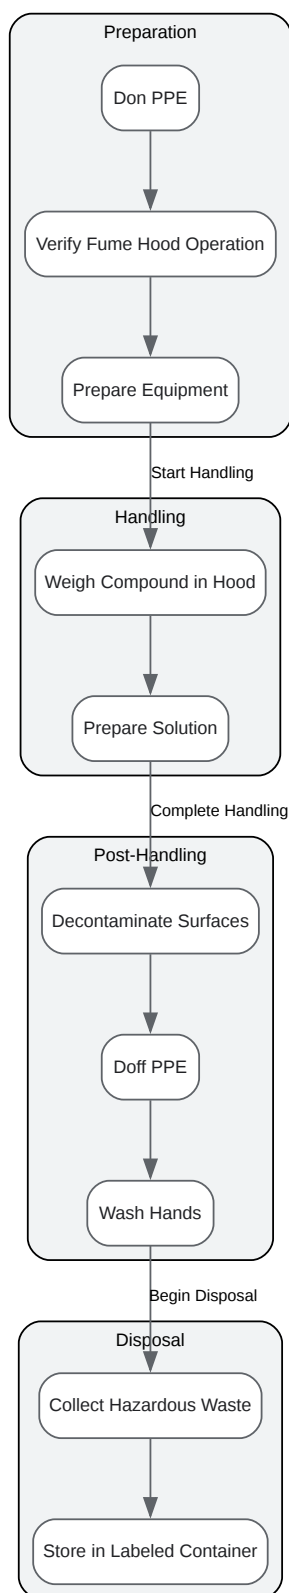 Preparation
Don PPE
Verify Fume Hood Operation
Prepare Equipment
Start Handling
Handling
Weigh Compound in Hood
Prepare Solution
Complete Handling
Post-Handling
Decontaminate Surfaces
Doff PPE
Wash Hands
Begin Disposal
Disposal
Collect Hazardous Waste
Store in Labeled Container